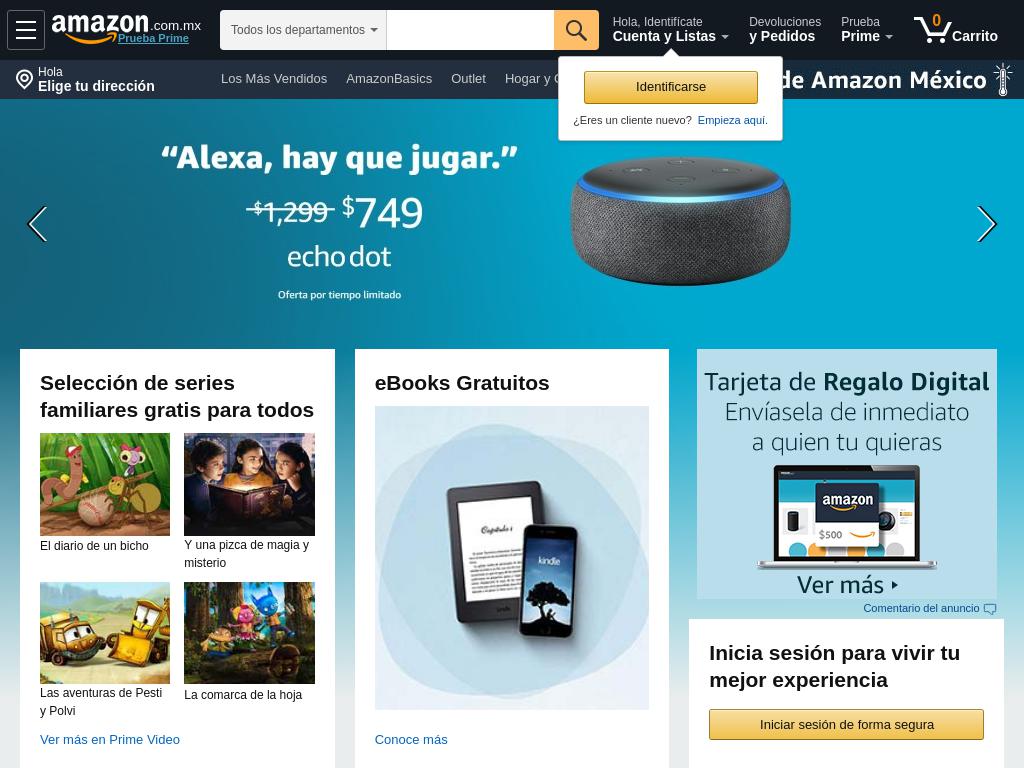 amazon.com.mx
Prueba Prime
Todos los departamentos
Hola, Identifícate
Cuenta y Listas
Devoluciones
y Pedidos
Prueba
Prime
0
Carrito
Hola
Elige tu dirección
Los Más Vendidos
AmazonBasics
Outlet
Hogar y
de Amazon México
Identificarse
¿Eres un cliente nuevo? Empieza aquí.
“Alexa, hay que jugar.”
$1,299 $749
echo dot
Oferta por tiempo limitado
Selección de series
familiares gratis para todos
El diario de un bicho
Y una pizca de magia y
misterio
Las aventuras de Pesti
y Polvi
La comarca de la hoja
Ver más en Prime Video
eBooks Gratuitos
Capítulo 1
kindle
Conoce más
Tarjeta de Regalo Digital
Envíasela de inmediato
a quien tu quieras
amazon
$500
Ver más
Comentario del anuncio
Inicia sesión para vivir tu
mejor experiencia
Iniciar sesión de forma segura